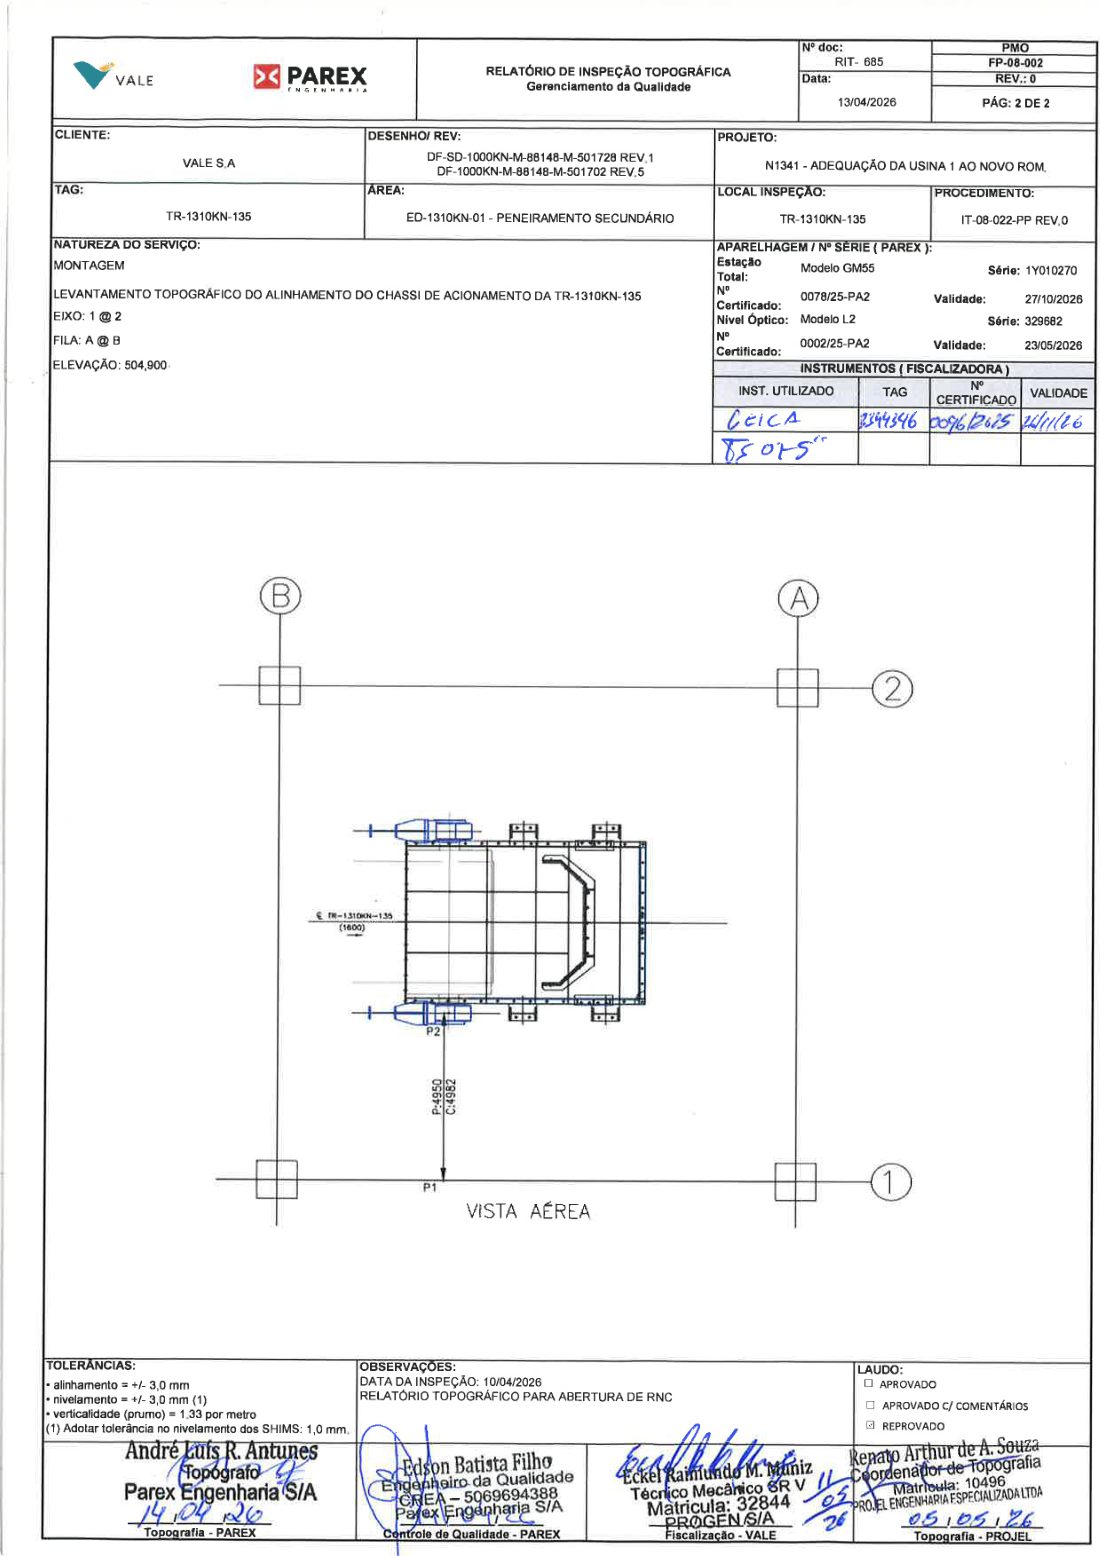 VALE
PAREX
ENGENHARIA
RELATÓRIO DE INSPEÇÃO TOPOGRÁFICA
Gerenciamento da Qualidade
Nº doc:
RIT- 685
Data:
13/04/2026
PMO
FP-08-002
REV.: 0
PÁG: 2 DE 2
CLIENTE:
VALE S.A
DESENHO/ REV:
DF-SD-1000KN-M-88148-M-501728 REV.1
DF-1000KN-M-88148-M-501702 REV.5
PROJETO:
N1341 - ADEQUAÇÃO DA USINA 1 AO NOVO ROM.
TAG:
TR-1310KN-135
ÁREA:
ED-1310KN-01 - PENEIRAMENTO SECUNDÁRIO
LOCAL INSPEÇÃO:
TR-1310KN-135
PROCEDIMENTO:
IT-08-022-PP REV.0
NATUREZA DO SERVIÇO:
MONTAGEM
LEVANTAMENTO TOPOGRÁFICO DO ALINHAMENTO DO CHASSI DE ACIONAMENTO DA TR-1310KN-135
EIXO: 1 @ 2
FILA: A @ B
ELEVAÇÃO: 504,900
APARELHAGEM / Nº SÉRIE ( PAREX ):
Estação Total: Modelo GM55 Série: 1Y010270
Nº Certificado: 0078/25-PA2 Validade: 27/10/2026
Nível Óptico: Modelo L2 Série: 329682
Nº Certificado: 0002/25-PA2 Validade: 23/05/2026
INSTRUMENTOS ( FISCALIZADORA )
INST. UTILIZADO TAG Nº CERTIFICADO VALIDADE
LEICA 0096/2025
B
A
2
℄ TR-1310KN-135
(1600)
P2
P:4950
C:4982
P1
1
VISTA AÉREA
TOLERÂNCIAS:
• alinhamento = +/- 3,0 mm
• nivelamento = +/- 3,0 mm (1)
• verticalidade (prumo) = 1,33 por metro
(1) Adotar tolerância no nivelamento dos SHIMS: 1,0 mm.
OBSERVAÇÕES:
DATA DA INSPEÇÃO: 10/04/2026
RELATÓRIO TOPOGRÁFICO PARA ABERTURA DE RNC
LAUDO:
☐ APROVADO
☐ APROVADO C/ COMENTÁRIOS
☒ REPROVADO
André Luís R. Antunes
Topógrafo
Parex Engenharia S/A
14, 04, 26
Topografia - PAREX
Edson Batista Filho
Engenheiro da Qualidade
CREA – 5069694388
Parex Engenharia S/A
Controle de Qualidade - PAREX
Eckel Raimundo M. Muniz
Técnico Mecânico SR V
Matrícula: 32844
PROGEN S/A
11/05/26
Fiscalização - VALE
Renato Arthur de A. Souza
Coordenador de Topografia
Matrícula: 10496
PROJEL ENGENHARIA ESPECIALIZADA LTDA
05, 05, 26
Topografia - PROJEL